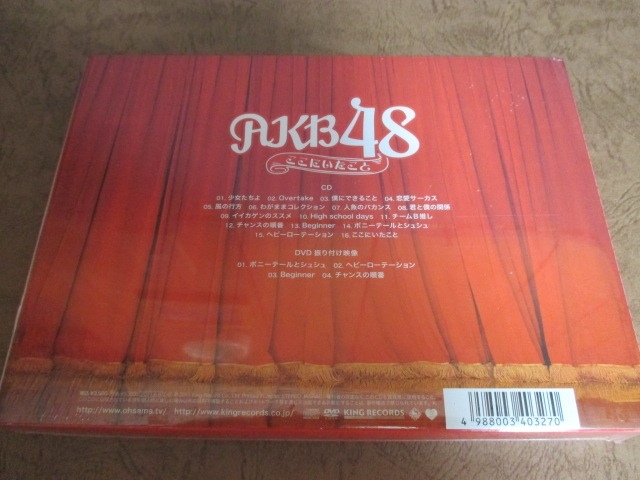 AKB48
ここにいたこと
CD
01. 少女たちよ 02. Overtake 03. 僕にできること 04. 恋愛サーカス
05. 風の行方 06. わがままコレクション 07. 人魚のバカンス 08. 君と僕の関係
09. イイカゲンのススメ 10. High school days 11. チームB推し
12. チャンスの順番 13. Beginner 14. ポニーテールとシュシュ
15. ヘビーローテーション 16. ここにいたこと
DVD 振り付け映像
01. ポニーテールとシュシュ 02. ヘビーローテーション
03. Beginner 04. チャンスの順番
http://www.ohsama.tv/ http://www.kingrecords.co.jp/ DVD KING RECORDS
4 988003 403270